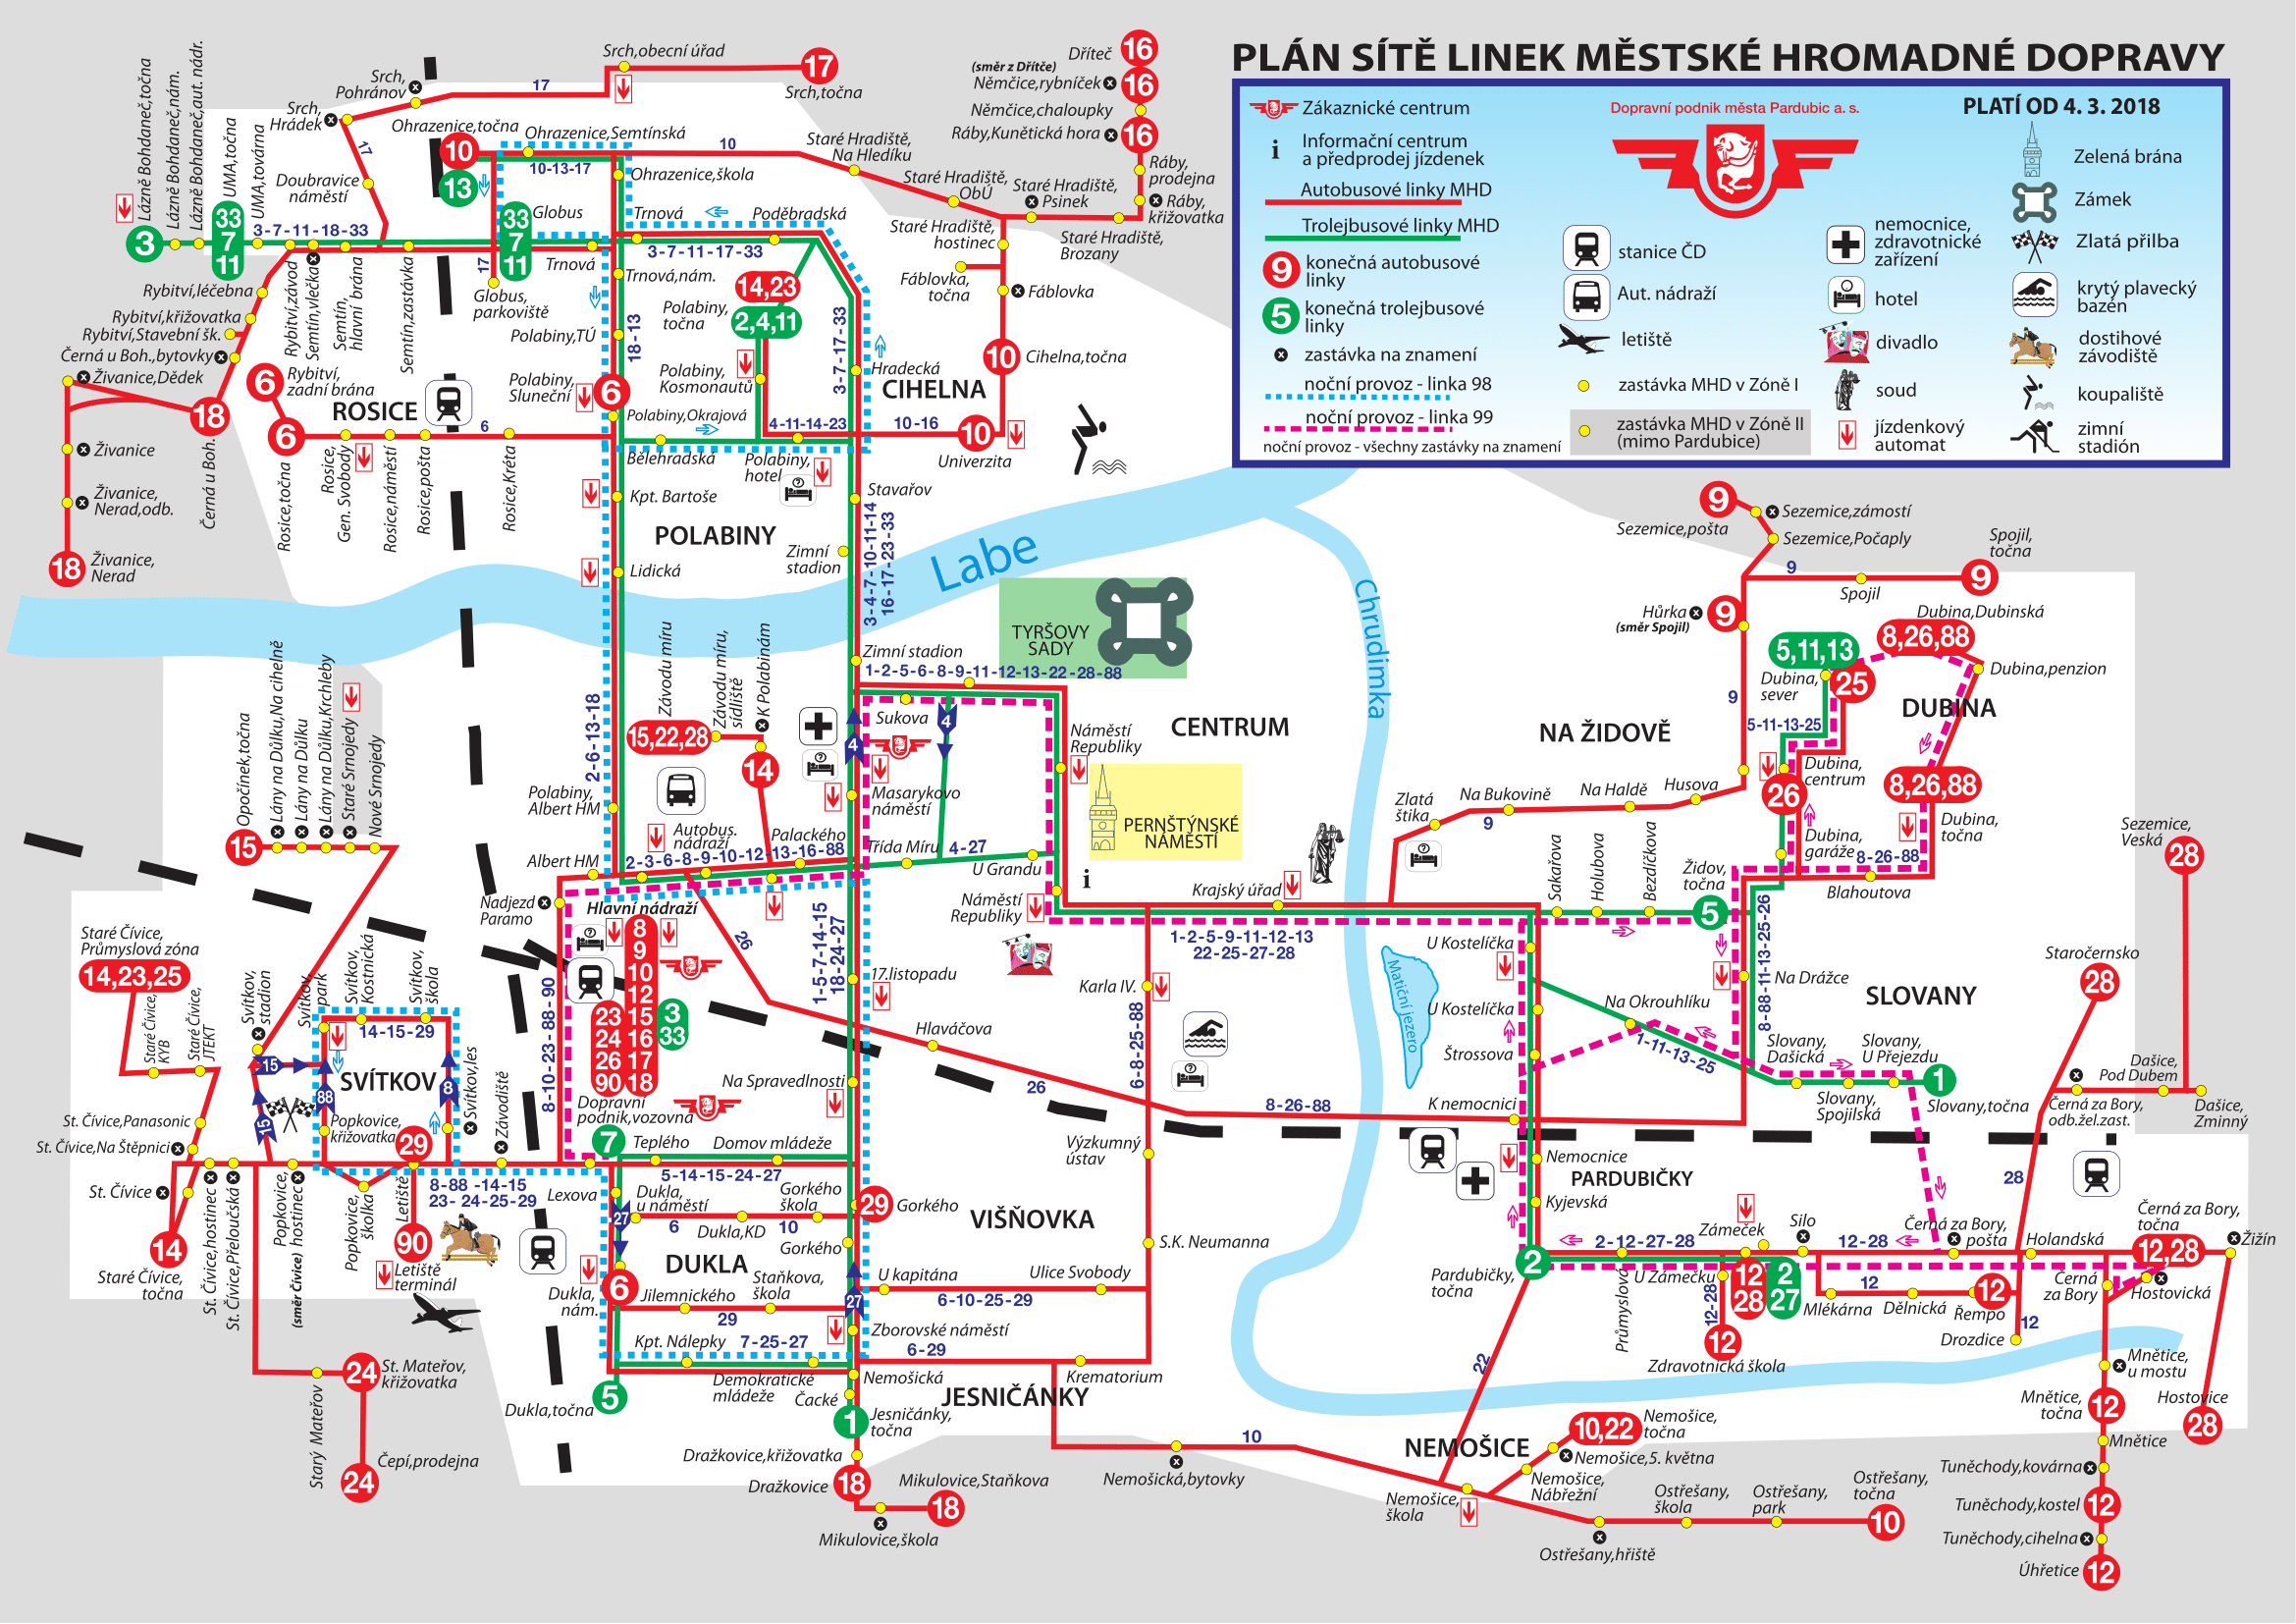 PLÁN SÍTĚ LINEK MĚSTSKÉ HROMADNÉ DOPRAVY
Zákaznické centrum
i
Informační centrum
a předprodej jízdenek
Autobusové linky MHD
Trolejbusové linky MHD
9
konečná autobusové
linky
5
konečná trolejbusové
linky
zastávka na znamení
noční provoz - linka 98
noční provoz - linka 99
noční provoz - všechny zastávky na znamení
Dopravní podnik města Pardubic a. s.
stanice ČD
Aut. nádraží
letiště
zastávka MHD v Zóně I
zastávka MHD v Zóně II
(mimo Pardubice)
nemocnice,
zdravotnické
zařízení
hotel
divadlo
soud
jízdenkový
automat
PLATÍ OD 4. 3. 2018
Zelená brána
Zámek
Zlatá přilba
krytý plavecký
bazén
dostihové
závodiště
koupaliště
zimní
stadión
Srch,obecní úřad
17
Srch,točna
17
Srch,
Pohránov
Srch,
Hrádek
17
Doubravice
náměstí
Ohrazenice,točna
10
13
Ohrazenice,Semtínská
10-13-17
10
Ohrazenice,škola
Lázně Bohdaneč,točna
Lázně Bohdaneč,nám.
Lázně Bohdaneč,aut. nádr.
UMA,točna
UMA,továrna
3
33
7
11
3-7-11-18-33
33
7
11
Globus
17
Globus,
parkoviště
Trnová
Trnová
Poděbradská
3-7-11-17-33
Trnová,nám.
Staré Hradiště,
Na Hledíku
Staré Hradiště,
ObÚ
Staré Hradiště,
Psinek
Staré Hradiště,
hostinec
Staré Hradiště,
Brozany
Dříteč
16
(směr z Dřítče)
Němčice,rybníček
16
Němčice,chaloupky
Ráby,Kunětická hora
16
Ráby,
prodejna
Ráby,
křižovatka
Fáblovka,
točna
Fáblovka
10
Cihelna,točna
CIHELNA
10-16
10
Univerzita
Rybitví,léčebna
Rybitví,křižovatka
Rybitví,Stavební šk.
Černá u Boh.,bytovky
Rybitví,závod
Semtín,vlečka
Semtín,
hlavní brána
Semtín,zastávka
Živanice,Dědek
Živanice
Živanice,
Nerad,odb.
18
Živanice,
Nerad
18
Černá u Boh.
6
Rybitví,
zadní brána
ROSICE
6
6
Rosice,točna
Rosice,
Gen. Svobody
Rosice,náměstí
Rosice,pošta
Rosice,Kréta
Polabiny,TÚ
18-13
Polabiny,
Sluneční
6
Polabiny,Okrajová
Polabiny,
točna
14,23
2,4,11
Polabiny,
Kosmonautů
3-7-17-33
Hradecká
4-11-14-23
Bělehradská
Polabiny,
hotel
Kpt. Bartoše
POLABINY
Lidická
Stavařov
Zimní
stadion
3-4-7-10-11-14
16-17-23-33
Labe
Chrudimka
TYRŠOVY
SADY
Zimní stadion
1-2-5-6-8-9-11-12-13-22-28-88
2-6-13-18
Závodu míru
Závodu míru,
sídliště
K Polabinám
15,22,28
14
Polabiny,
Albert HM
Albert HM
Autobus.
nádraží
Palackého
2-3-6-8-9-10-12-13-16-88
Sukova
4
4
Masarykovo
náměstí
Třída Míru
4-27
U Grandu
Náměstí
Republiky
CENTRUM
PERNŠTÝNSKÉ
NÁMĚSTÍ
i
Náměstí
Republiky
Krajský úřad
1-2-5-9-11-12-13
22-25-27-28
Opočínek,točna
Lány na Důlku,Na cihelně
Lány na Důlku
Lány na Důlku,Krchleby
Staré Srnojedy
Nové Srnojedy
15
Nadjezd
Paramo
Hlavní nádraží
8
9
10
12
23 15
24 16
26 17
90 18
3
33
Dopravní
podnik,vozovna
8-10-23-88-90
26
1-5-7-14-15
18-24-27
17.listopadu
Na Spravedlnosti
Hlaváčova
26
8-26-88
Karla IV.
6-8-25-88
Výzkumný
ústav
S.K. Neumanna
Staré Čívice,
Průmyslová zóna
14,23,25
Staré Čívice,
KYB
Staré Čívice,
JTEKT
Svítkov,
stadion
Svítkov,
park
Svítkov,
Kostnická
Svítkov,
škola
14-15-29
SVÍTKOV
15
15
88
8
Popkovice,
křižovatka
29
Svítkov,les
Závodiště
St. Čívice,Panasonic
St. Čívice,Na Štěpnici
St. Čívice
14
Staré Čívice,
točna
St. Čívice,hostinec
St. Čívice,Přeloučská
Popkovice,
hostinec
(směr Čívice)
Popkovice,
školka
Letiště
90
Letiště
terminál
8-88-14-15
23-24-25-29
Lexova
24
St. Mateřov,
křižovatka
Starý Mateřov
24
Čepí,prodejna
7
Teplého
Domov mládeže
5-14-15-24-27
Dukla,
u náměstí
Gorkého
škola
29
Gorkého
27
6
Dukla,KD
10
Gorkého
DUKLA
6
Dukla,
nám.
Jilemnického
Staňkova,
škola
29
27
Kpt. Nálepky
7-25-27
Demokratické
mládeže
5
Dukla,točna
Čacké
1
Jesničánky,
točna
Dražkovice,křižovatka
18
Dražkovice
Mikulovice,Staňkova
18
Mikulovice,škola
VIŠŇOVKA
U kapitána
Ulice Svobody
6-10-25-29
Zborovské náměstí
6-29
Nemošická
Krematorium
JESNIČÁNKY
Nemošická,bytovky
10
NEMOŠICE
10,22
Nemošice,
točna
Nemošice,5. května
Nemošice,
Nábřežní
Nemošice,
škola
22
Ostřešany,hřiště
Ostřešany,
škola
Ostřešany,
park
Ostřešany,
točna
10
9
Sezemice,pošta
Sezemice,zámostí
Sezemice,Počaply
Spojil,
točna
9
9
Spojil
Hůrka
(směr Spojil)
9
9
NA ŽIDOVĚ
Zlatá
štika
Na Bukovině
9
Na Haldě
Husova
Dubina,Dubinská
8,26,88
5,11,13
Dubina,
sever
25
Dubina,penzion
DUBINA
5-11-13-25
Dubina,
centrum
26
Dubina,
garáže
8,26,88
Dubina,
točna
8-26-88
Blahoutova
Sakařova
Holubova
Bezdíčkova
Židov,
točna
5
U Kostelíčka
U Kostelíčka
Matiční jezero
Štrossova
K nemocnici
Na Drážce
8-88-11-13-25-26
SLOVANY
Na Okrouhlíku
1-11-13-25
Slovany,
Dašická
Slovany,
U Přejezdu
1
Slovany,
Spojilská
Slovany,točna
Sezemice,
Veská
28
Staročernsko
28
Dašice,
Pod Dubem
Černá za Bory,
odb.žel.zast.
Dašice,
Zminný
28
Nemocnice
PARDUBIČKY
Kyjevská
2
Pardubičky,
točna
2-12-27-28
Průmyslová
Zámeček
Silo
U Zámečku
12
28
2
27
12-28
12
Zdravotnická škola
12-28
Černá za Bory,
pošta
Holandská
Mlékárna
12
Dělnická
Řempo
12
Drozdice
12
Černá za Bory,
točna
12,28
Žižín
Černá
za Bory
Hostovická
Mnětice,
u mostu
Mnětice,
točna
12
Hostovice
28
Mnětice
Tuněchody,kovárna
Tuněchody,kostel
12
Tuněchody,cihelna
Úhřetice
12